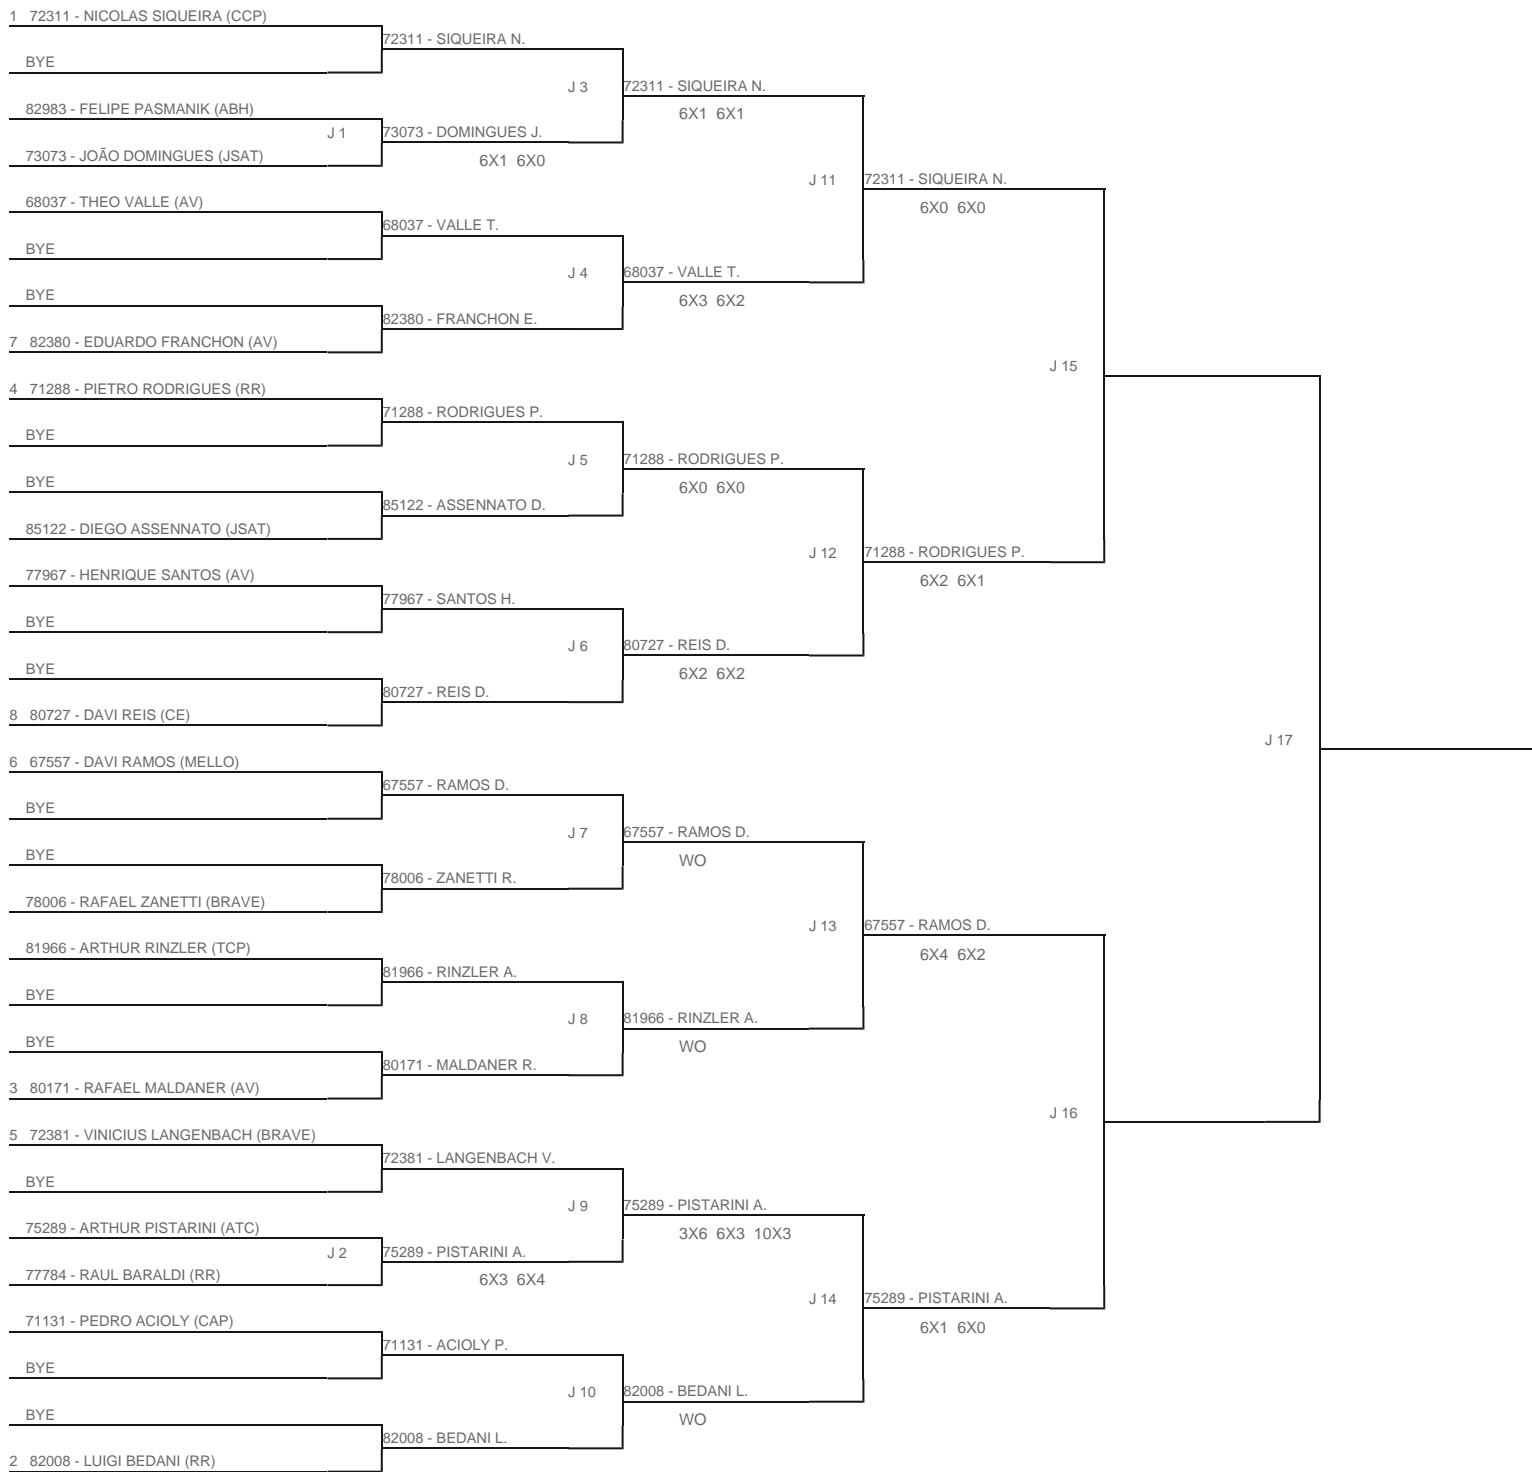 1 72311 - NICOLAS SIQUEIRA (CCP)
72311 - SIQUEIRA N.
BYE
J 3
72311 - SIQUEIRA N.
6X1 6X1
82983 - FELIPE PASMANIK (ABH)
J 1
73073 - DOMINGUES J.
6X1 6X0
73073 - JOÃO DOMINGUES (JSAT)
J 11
72311 - SIQUEIRA N.
6X0 6X0
68037 - THEO VALLE (AV)
68037 - VALLE T.
BYE
J 4
68037 - VALLE T.
6X3 6X2
BYE
82380 - FRANCHON E.
7 82380 - EDUARDO FRANCHON (AV)
J 15
4 71288 - PIETRO RODRIGUES (RR)
71288 - RODRIGUES P.
BYE
J 5
71288 - RODRIGUES P.
6X0 6X0
BYE
85122 - ASSENNATO D.
85122 - DIEGO ASSENNATO (JSAT)
J 12
71288 - RODRIGUES P.
6X2 6X1
77967 - HENRIQUE SANTOS (AV)
77967 - SANTOS H.
BYE
J 6
80727 - REIS D.
6X2 6X2
BYE
80727 - REIS D.
8 80727 - DAVI REIS (CE)
J 17
6 67557 - DAVI RAMOS (MELLO)
67557 - RAMOS D.
BYE
J 7
67557 - RAMOS D.
WO
BYE
78006 - ZANETTI R.
78006 - RAFAEL ZANETTI (BRAVE)
J 13
67557 - RAMOS D.
6X4 6X2
81966 - ARTHUR RINZLER (TCP)
81966 - RINZLER A.
BYE
J 8
81966 - RINZLER A.
WO
BYE
80171 - MALDANER R.
3 80171 - RAFAEL MALDANER (AV)
J 16
5 72381 - VINICIUS LANGENBACH (BRAVE)
72381 - LANGENBACH V.
BYE
J 9
75289 - PISTARINI A.
3X6 6X3 10X3
75289 - ARTHUR PISTARINI (ATC)
J 2
75289 - PISTARINI A.
6X3 6X4
77784 - RAUL BARALDI (RR)
J 14
75289 - PISTARINI A.
6X1 6X0
71131 - PEDRO ACIOLY (CAP)
71131 - ACIOLY P.
BYE
J 10
82008 - BEDANI L.
WO
BYE
82008 - BEDANI L.
2 82008 - LUIGI BEDANI (RR)